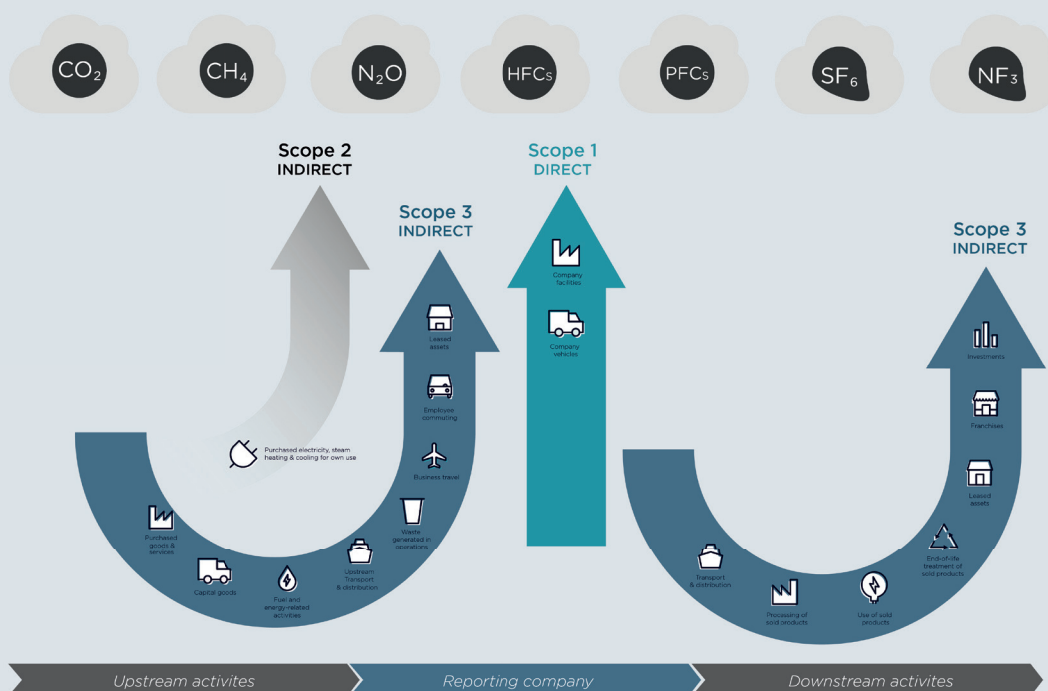 CO2
CH4
N2O
HFCs
PFCs
SF6
NF3
Scope 2
INDIRECT
Scope 1
DIRECT
Scope 3
INDIRECT
Scope 3
INDIRECT
Company
facilities
Company
vehicles
Leased
assets
Employee
commuting
Business travel
Waste
generated in
operations
Upstream
Transport
& distribution
Fuel and
energy-related
activities
Capital goods
Purchased
goods &
services
Purchased electricity, steam
heating & cooling for own use
Investments
Franchises
Leased
assets
End-of-life
treatment of
sold products
Use of sold
products
Processing of
sold products
Transport
& distribution
Upstream activites
Reporting company
Downstream activites